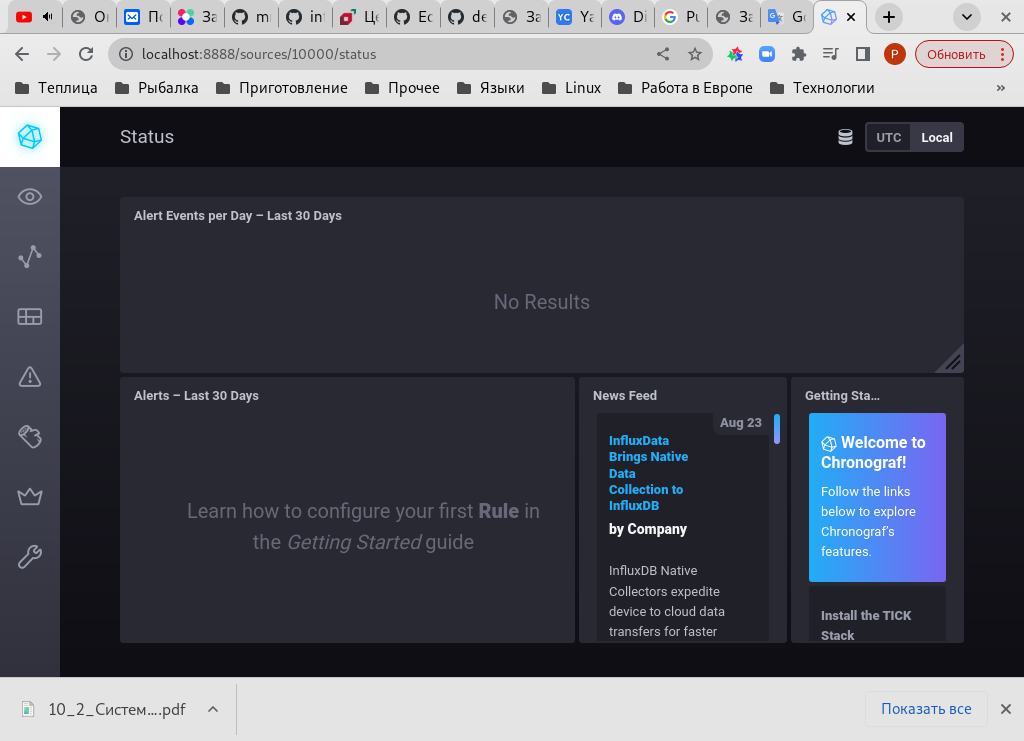 О
По
За
m
in
Це
Ес
de
За
YC Ya
Di
Pu
За
Go
localhost:8888/sources/10000/status
P
Обновить
Теплица
Рыбалка
Приготовление
Прочее
Языки
Linux
Работа в Европе
Технологии
»
Status
UTC
Local
Alert Events per Day – Last 30 Days
No Results
Alerts – Last 30 Days
Learn how to configure your first Rule in
the Getting Started guide
News Feed
Aug 23
InfluxData
Brings Native
Data
Collection to
InfluxDB
by Company
InfluxDB Native
Collectors expedite
device to cloud data
transfers for faster
Getting Sta…
Welcome to
Chronograf!
Follow the links
below to explore
Chronograf's
features.
Install the TICK
Stack
10_2_Систем….pdf
Показать все